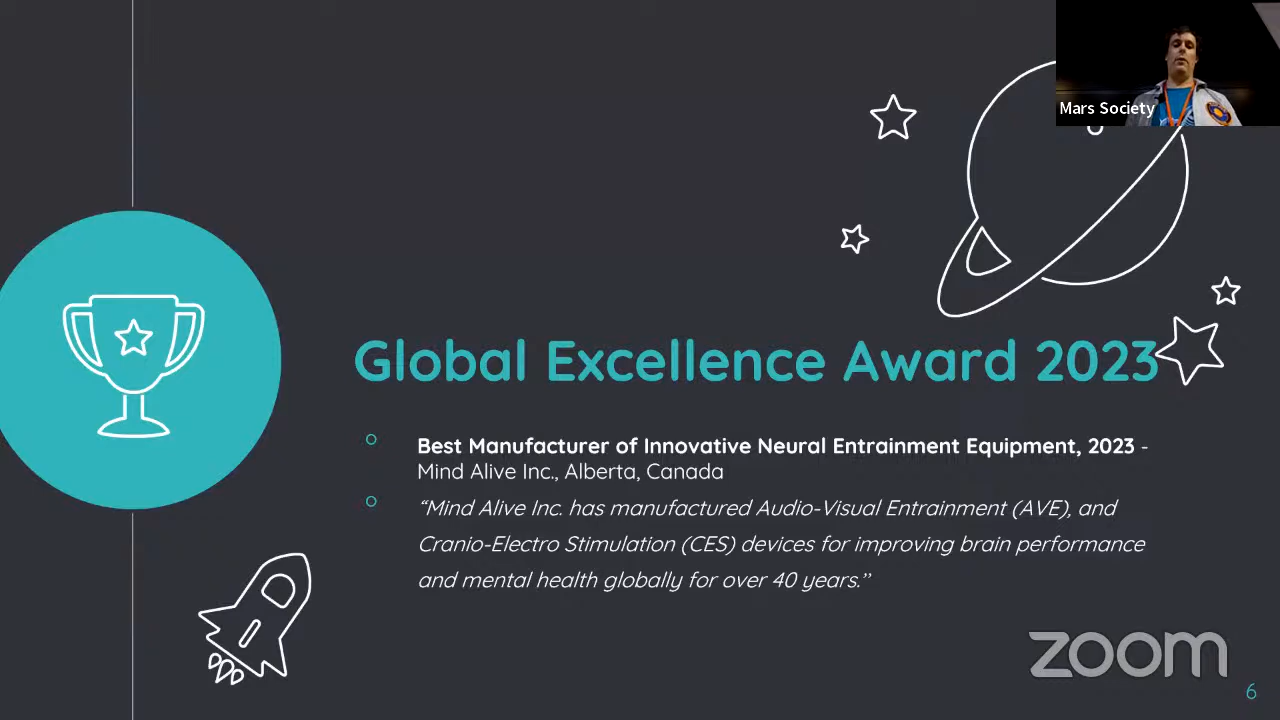 Mars Society
Global Excellence Award 2023
Best Manufacturer of Innovative Neural Entrainment Equipment, 2023 -
Mind Alive Inc., Alberta, Canada
“Mind Alive Inc. has manufactured Audio-Visual Entrainment (AVE), and
Cranio-Electro Stimulation (CES) devices for improving brain performance
and mental health globally for over 40 years.”
zoom
6